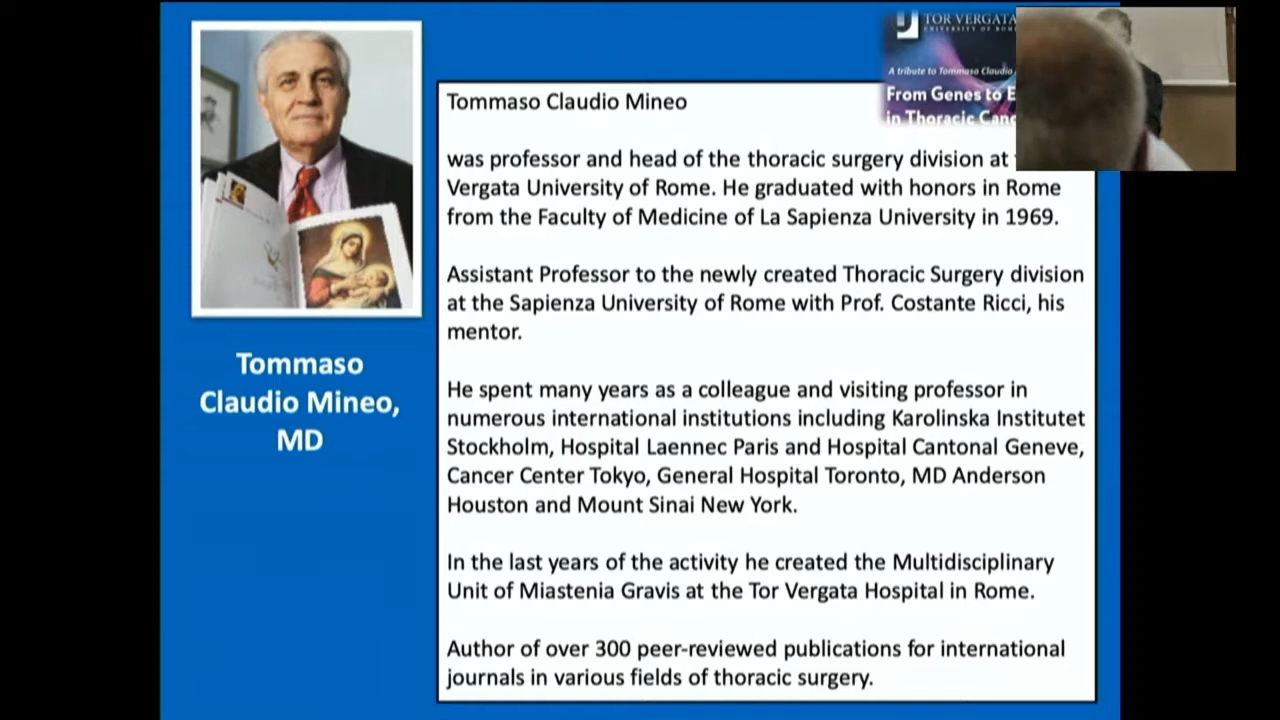 TOR VERGATA
UNIVERSITY OF
A tribute to Tommaso Claudio
From Genes to
in Thoracic
Tommaso Claudio Mineo
was professor and head of the thoracic surgery division at
Vergata University of Rome. He graduated with honors in Rome
from the Faculty of Medicine of La Sapienza University in 1969.
Assistant Professor to the newly created Thoracic Surgery division
at the Sapienza University of Rome with Prof. Costante Ricci, his
mentor.
He spent many years as a colleague and visiting professor in
numerous international institutions including Karolinska Institutet
Stockholm, Hospital Laennec Paris and Hospital Cantonal Geneve,
Cancer Center Tokyo, General Hospital Toronto, MD Anderson
Houston and Mount Sinai New York.
In the last years of the activity he created the Multidisciplinary
Unit of Miastenia Gravis at the Tor Vergata Hospital in Rome.
Author of over 300 peer-reviewed publications for international
journals in various fields of thoracic surgery.
Tommaso
Claudio Mineo,
MD